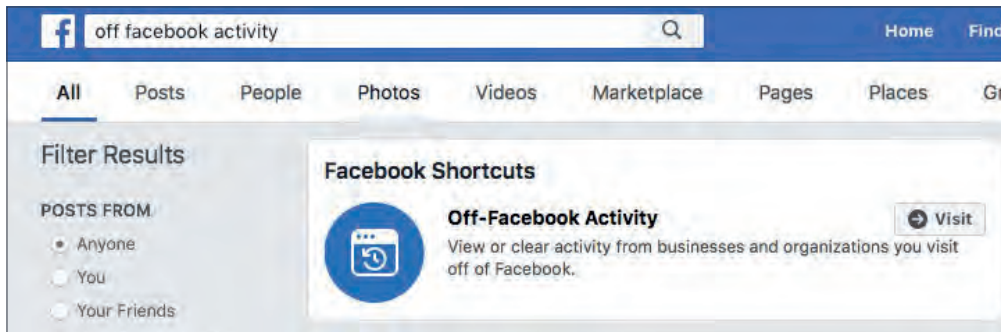 off facebook activity
Home
All Posts People Photos Videos Marketplace Pages Places
Filter Results
POSTS FROM
Anyone
You
Your Friends
Facebook Shortcuts
Off-Facebook Activity
Visit
View or clear activity from businesses and organizations you visit
off of Facebook.